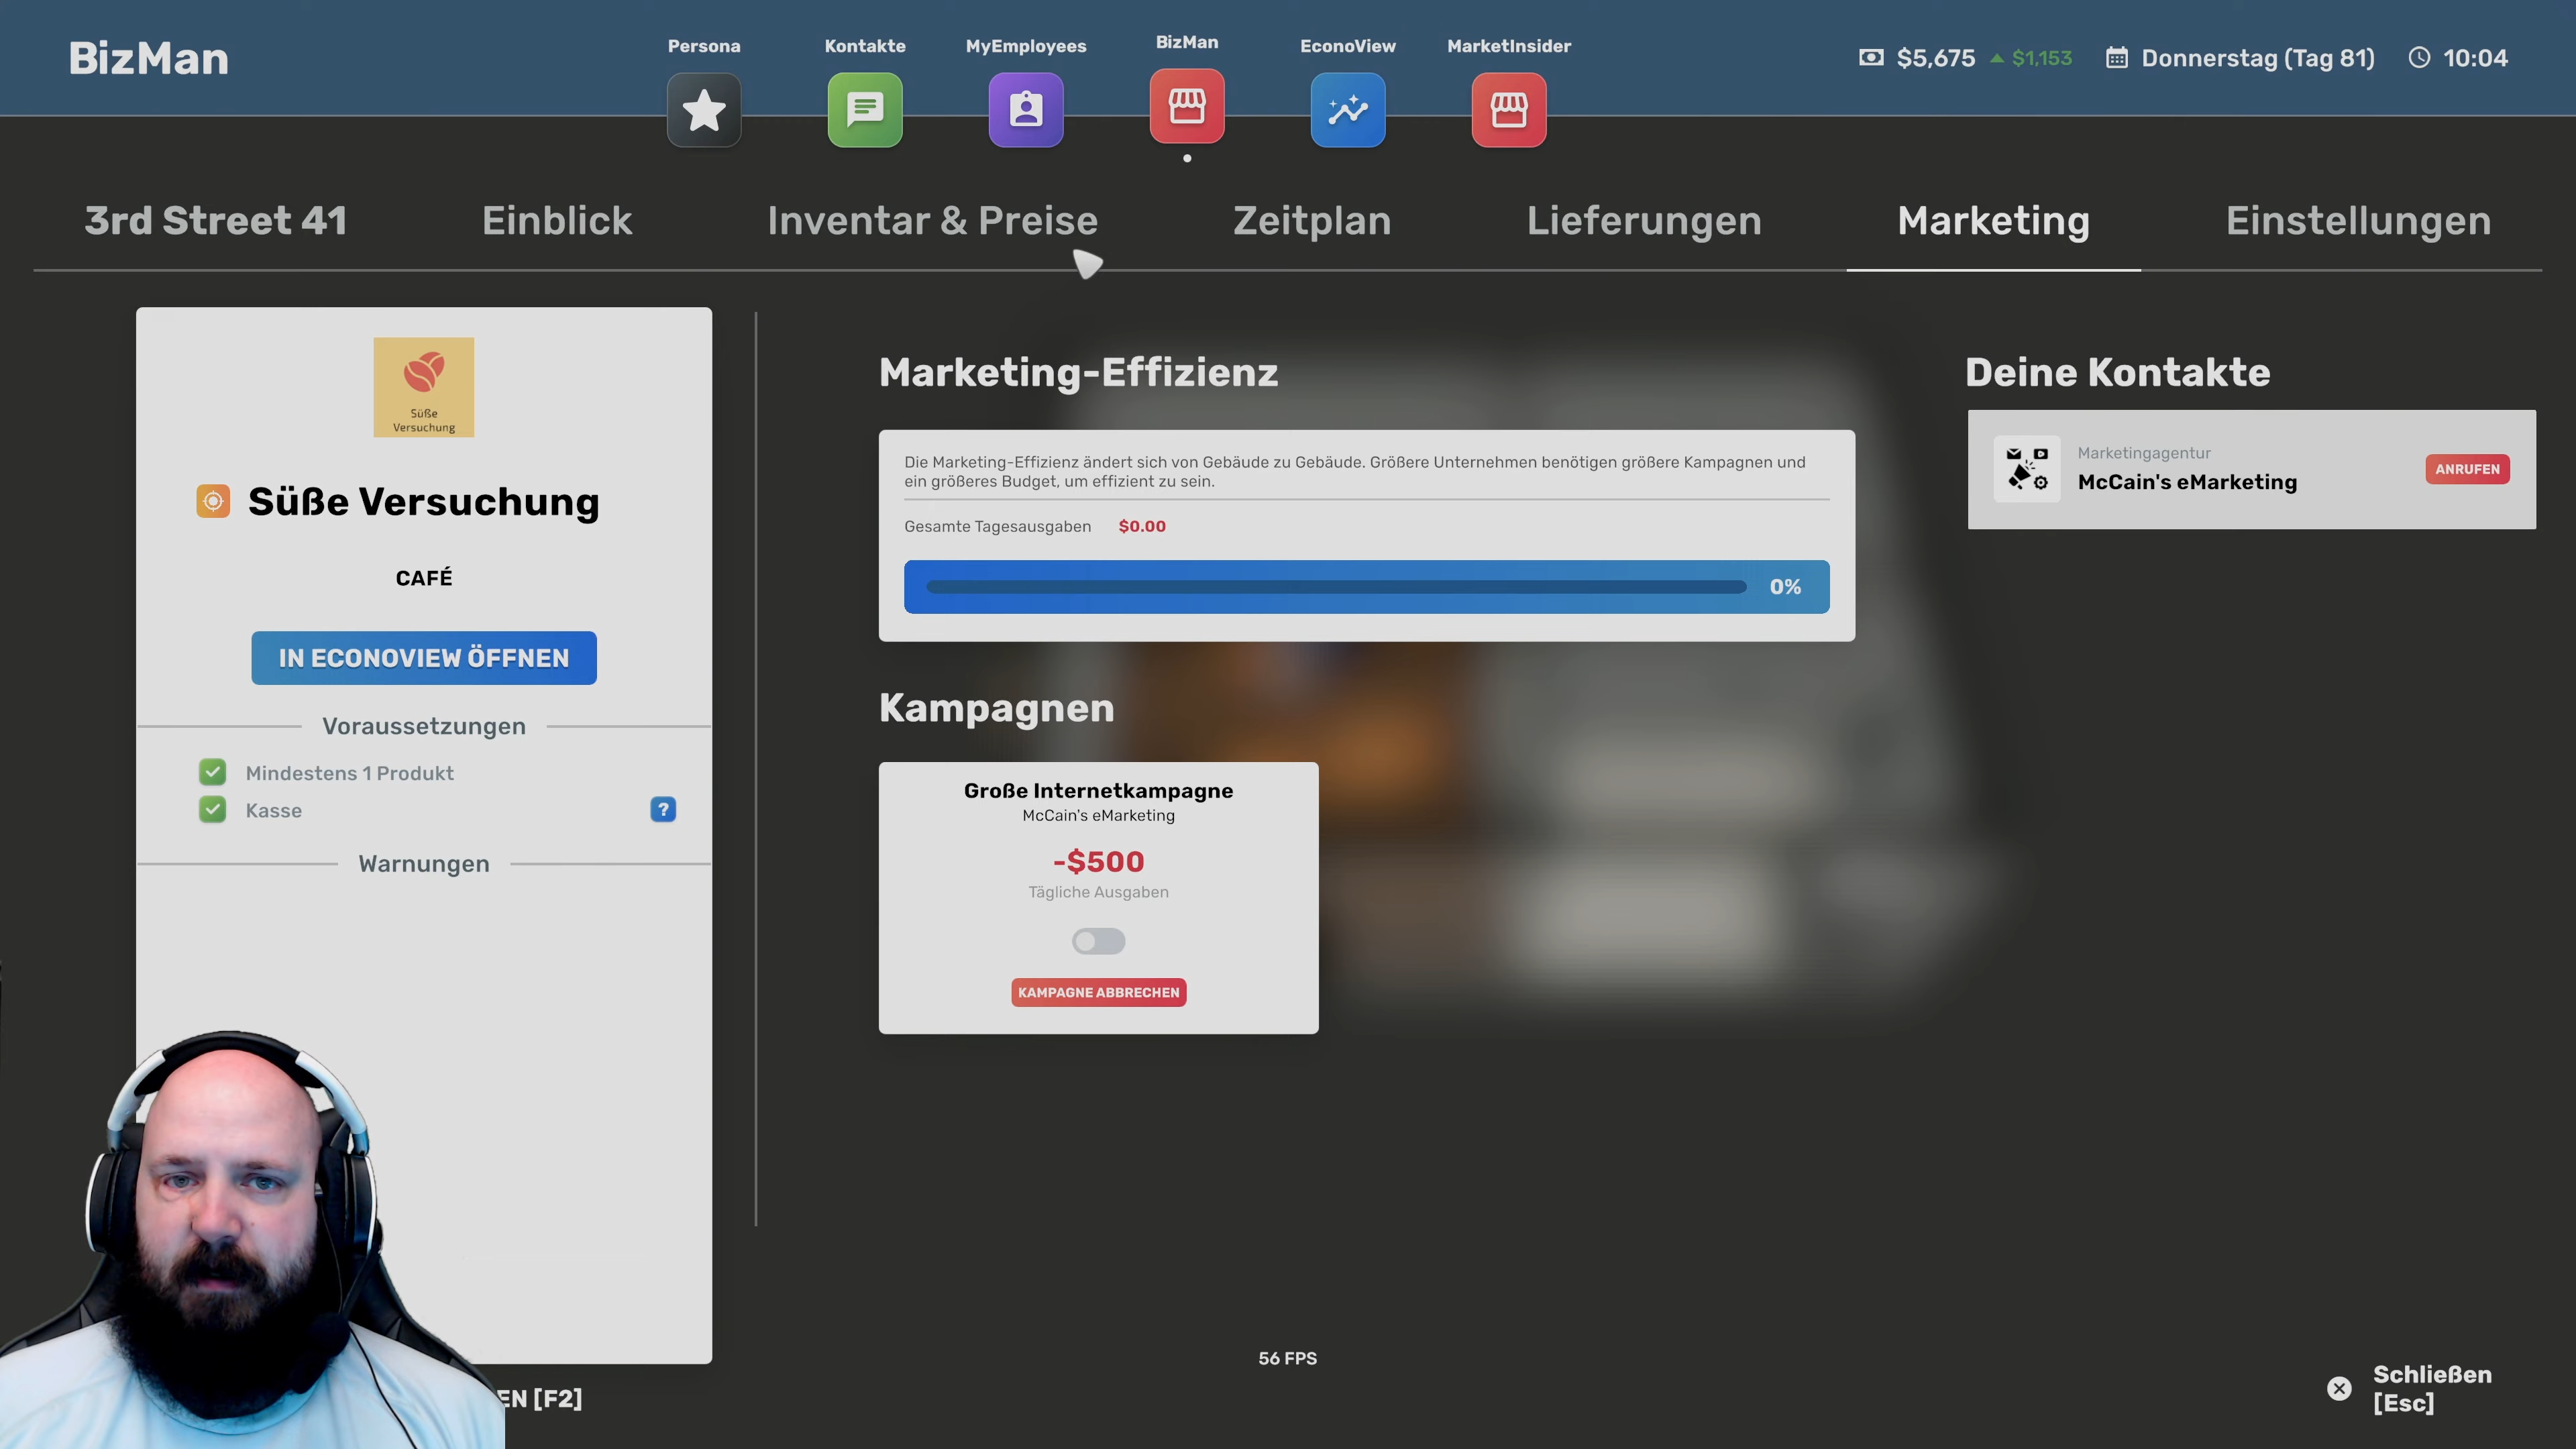 BizMan
Persona
Kontakte
MyEmployees
BizMan
EconoView
MarketInsider
$5,675
$1,153
Donnerstag (Tag 81)
10:04
3rd Street 41
Einblick
Inventar & Preise
Zeitplan
Lieferungen
Marketing
Einstellungen
Süße
Versuchung
Süße Versuchung
CAFÉ
IN ECONOVIEW ÖFFNEN
Voraussetzungen
Mindestens 1 Produkt
Kasse
?
Warnungen
EN [F2]
Marketing-Effizienz
Die Marketing-Effizienz ändert sich von Gebäude zu Gebäude. Größere Unternehmen benötigen größere Kampagnen und
ein größeres Budget, um effizient zu sein.
Gesamte Tagesausgaben $0.00
0%
Kampagnen
Große Internetkampagne
McCain's eMarketing
-$500
Tägliche Ausgaben
KAMPAGNE ABBRECHEN
Deine Kontakte
Marketingagentur
McCain's eMarketing
ANRUFEN
56 FPS
Schließen
[Esc]